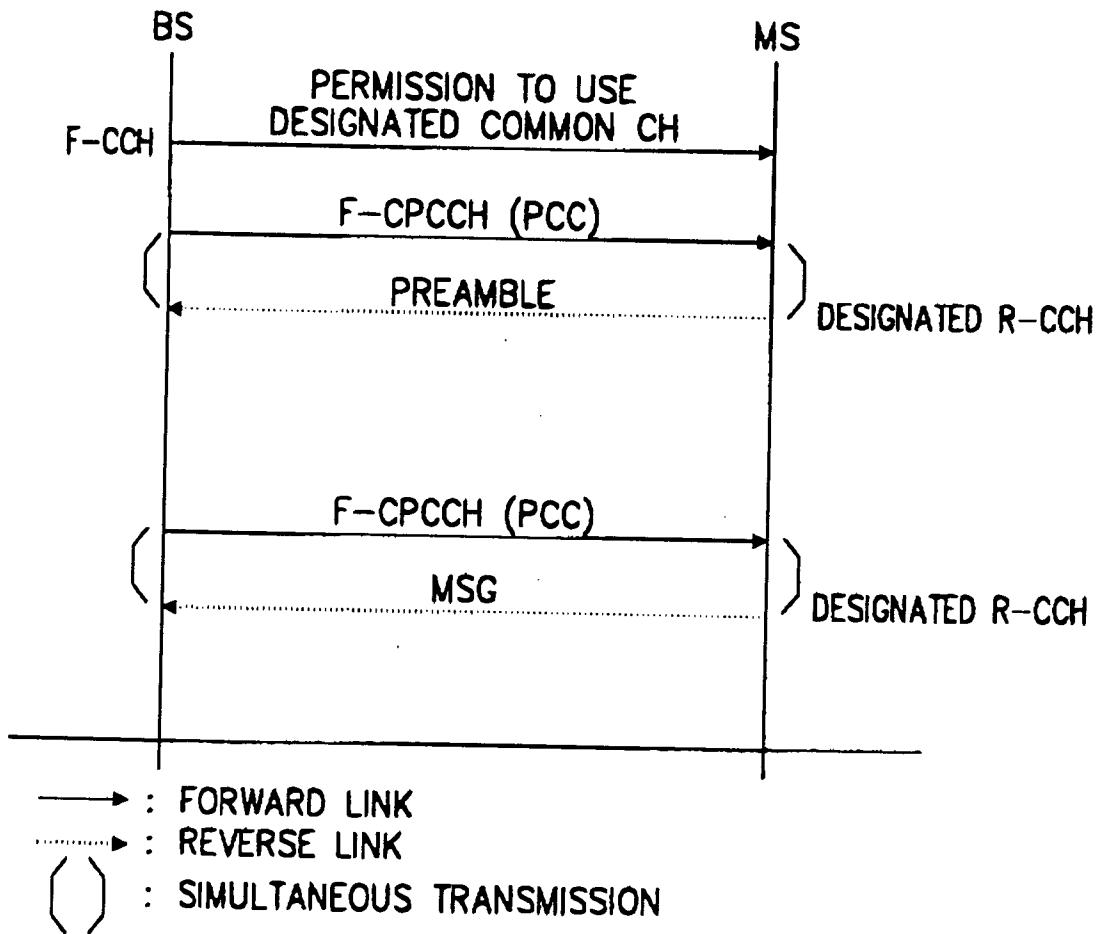 BS
MS
PERMISSION TO USE
DESIGNATED COMMON CH
F-CCH
F-CPCCH (PCC)
PREAMBLE
DESIGNATED R-CCH
F-CPCCH (PCC)
MSG
DESIGNATED R-CCH
: FORWARD LINK
: REVERSE LINK
: SIMULTANEOUS TRANSMISSION